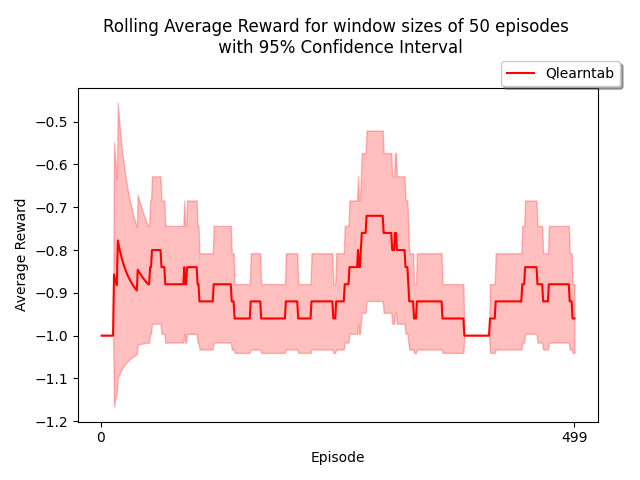 Rolling Average Reward for window sizes of 50 episodes
with 95% Confidence Interval
Qlearntab
−0.5
−0.6
−0.7
−0.8
−0.9
−1.0
−1.1
−1.2
Average Reward
0
499
Episode